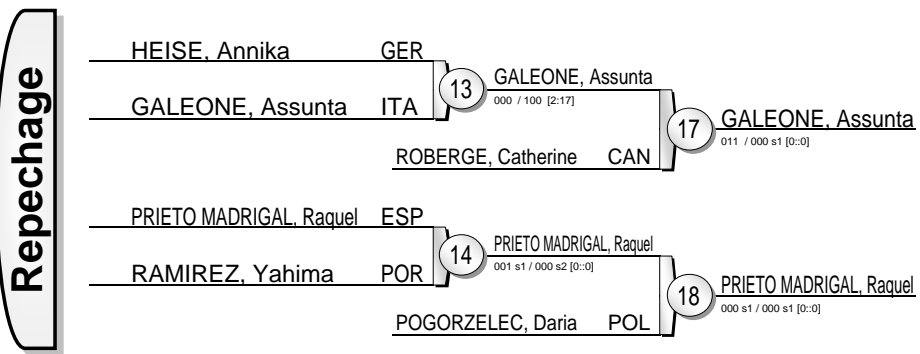 Repechage
HEISE, Annika GER
GALEONE, Assunta ITA
13 GALEONE, Assunta
000 / 100 [2:17]
ROBERGE, Catherine CAN
17 GALEONE, Assunta
011 / 000 s1 [0::0]
PRIETO MADRIGAL, Raquel ESP
RAMIREZ, Yahima POR
14 PRIETO MADRIGAL, Raquel
001 s1 / 000 s2 [0::0]
POGORZELEC, Daria POL
18 PRIETO MADRIGAL, Raquel
000 s1 / 000 s1 [0::0]